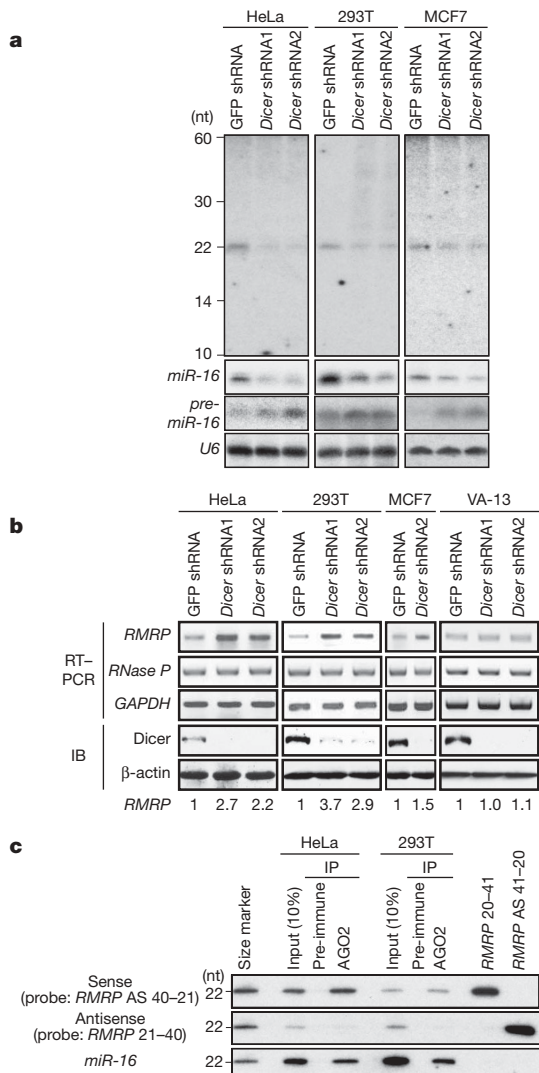 a
HeLa 293T MCF7
GFP shRNA Dicer shRNA1 Dicer shRNA2 GFP shRNA Dicer shRNA1 Dicer shRNA2 GFP shRNA Dicer shRNA1 Dicer shRNA2
(nt)
60
30
22
14
10
miR-16
pre-
miR-16
U6
b
HeLa 293T MCF7 VA-13
GFP shRNA Dicer shRNA1 Dicer shRNA2 GFP shRNA Dicer shRNA1 Dicer shRNA2 GFP shRNA Dicer shRNA2 GFP shRNA Dicer shRNA1 Dicer shRNA2
RT–
PCR
RMRP
RNase P
GAPDH
IB
Dicer
β-actin
RMRP 1 2.7 2.2 1 3.7 2.9 1 1.5 1 1.0 1.1
c
HeLa 293T
IP IP
Size marker Input (10%) Pre-immune AGO2 Input (10%) Pre-immune AGO2 RMRP 20–41 RMRP AS 41–20
(nt)
Sense
(probe: RMRP AS 40–21) 22
Antisense
(probe: RMRP 21–40) 22
miR-16 22